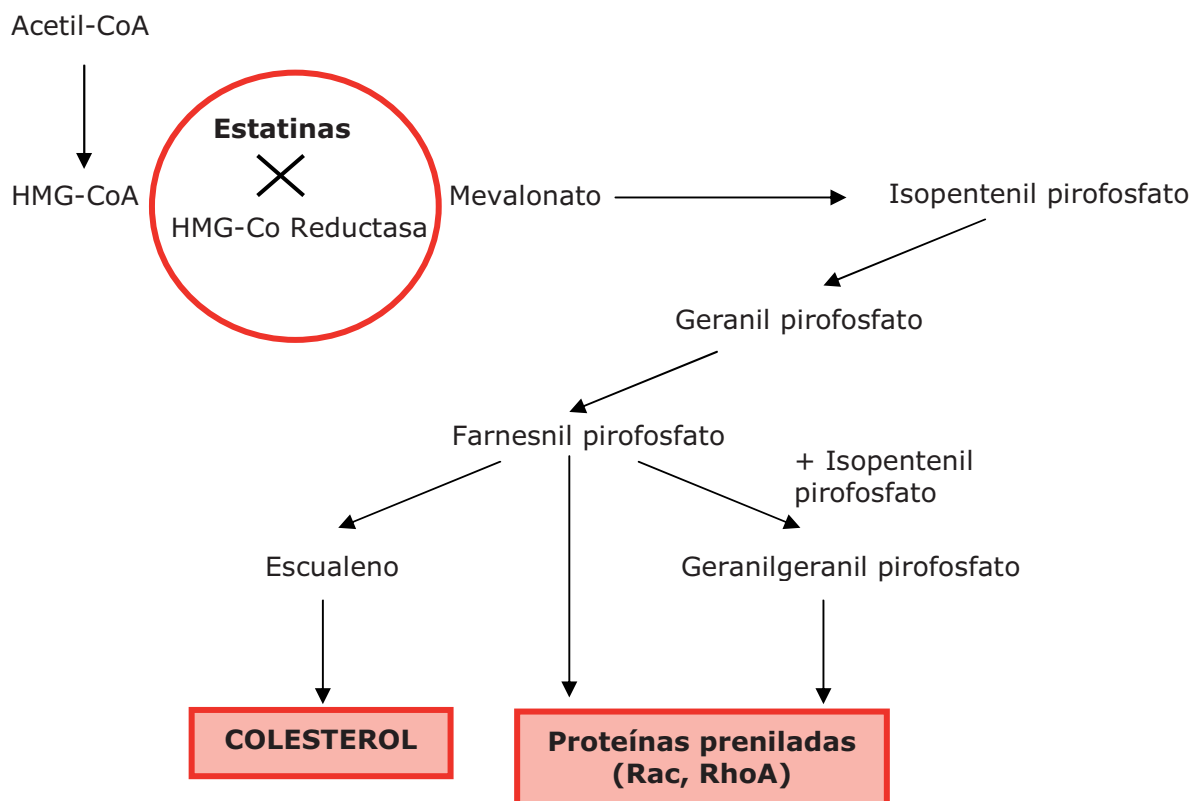 Acetil-CoA
Estatinas
HMG-CoA
HMG-Co Reductasa
Mevalonato
Isopentenil pirofosfato
Geranil pirofosfato
Farnesnil pirofosfato
+ Isopentenil
pirofosfato
Escualeno
Geranilgeranil pirofosfato
COLESTEROL
Proteínas preniladas
(Rac, RhoA)